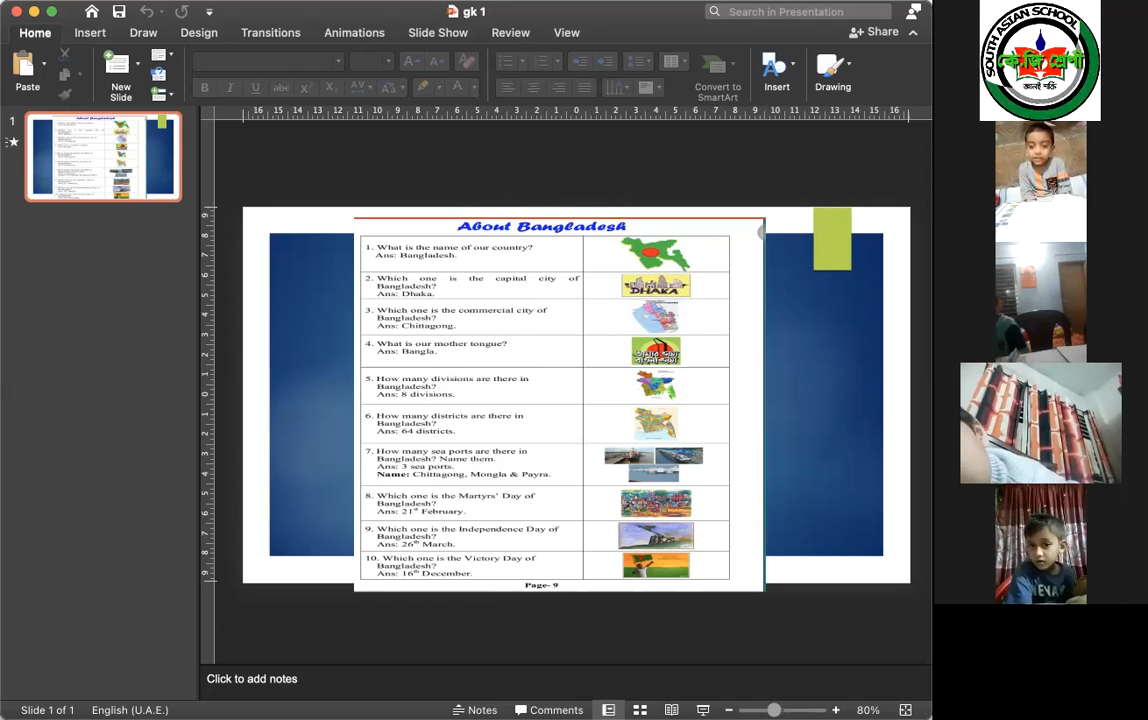 gk 1
Search in Presentation
Home
Insert
Draw
Design
Transitions
Animations
Slide Show
Review
View
Share
Paste
New
Slide
Convert to
SmartArt
Insert
Drawing
1
About Bangladesh
1. What is the name of our country?
Ans: Bangladesh.
2. Which one is the capital city of
Bangladesh?
Ans: Dhaka.
DHAKA
3. Which one is the commercial city of
Bangladesh?
Ans: Chittagong.
4. What is our mother tongue?
Ans: Bangla.
5. How many divisions are there in
Bangladesh?
Ans: 8 divisions.
6. How many districts are there in
Bangladesh?
Ans: 64 districts.
7. How many sea ports are there in
Bangladesh? Name them.
Ans: 3 sea ports.
Name: Chittagong, Mongla & Payra.
8. Which one is the Martyrs' Day of
Bangladesh?
Ans: 21st February.
9. Which one is the Independence Day of
Bangladesh?
Ans: 26th March.
10. Which one is the Victory Day of
Bangladesh?
Ans: 16th December.
Page- 9
Click to add notes
Slide 1 of 1
English (U.A.E.)
Notes
Comments
80%
SOUTH ASIAN SCHOOL
কে.জি শ্রেণী
জ্ঞানই শক্তি